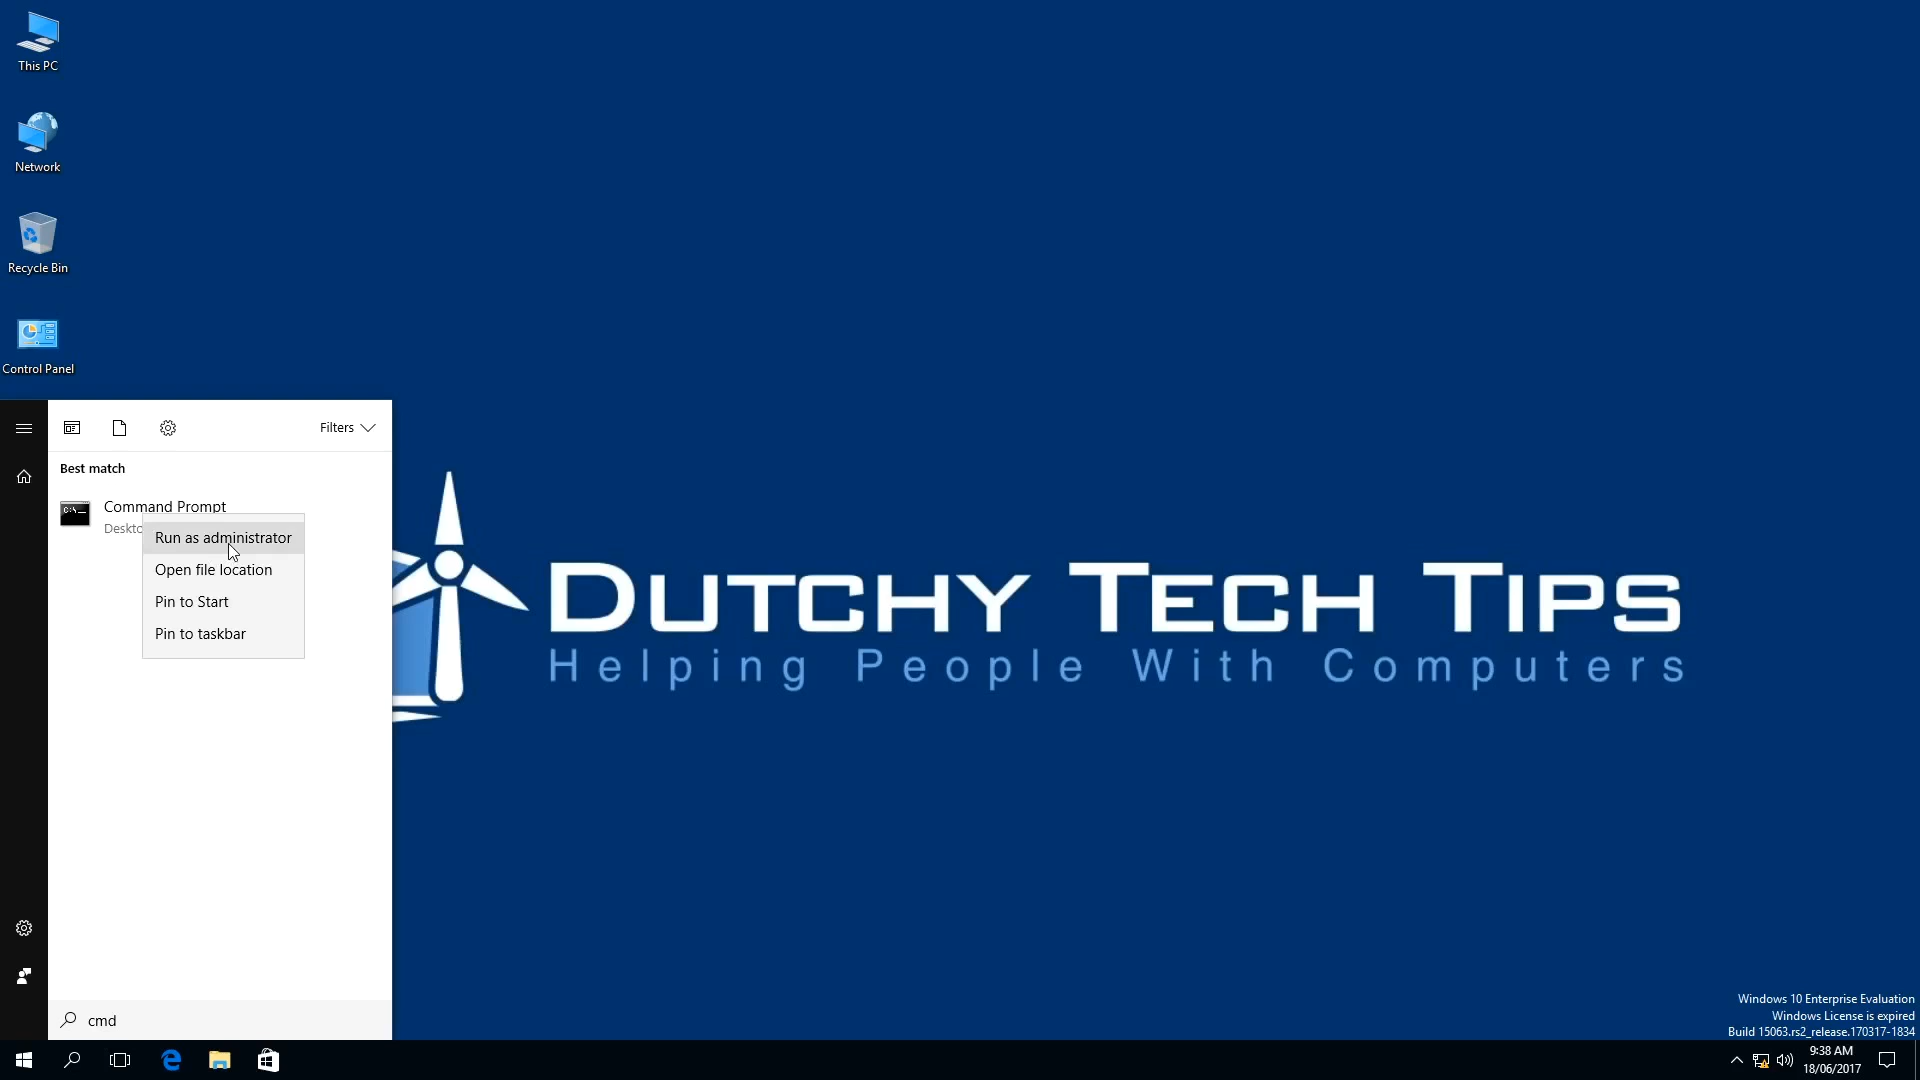 This PC
Network
Recycle Bin
Control Panel
Filters
Best match
C:\_
Command Prompt
Deskto
Run as administrator
Open file location
Pin to Start
Pin to taskbar
cmd
DUTCHY TECH TIPS
Helping People With Computers
Windows 10 Enterprise Evaluation
Windows License is expired
Build 15063.rs2_release.170317-1834
9:38 AM
18/06/2017